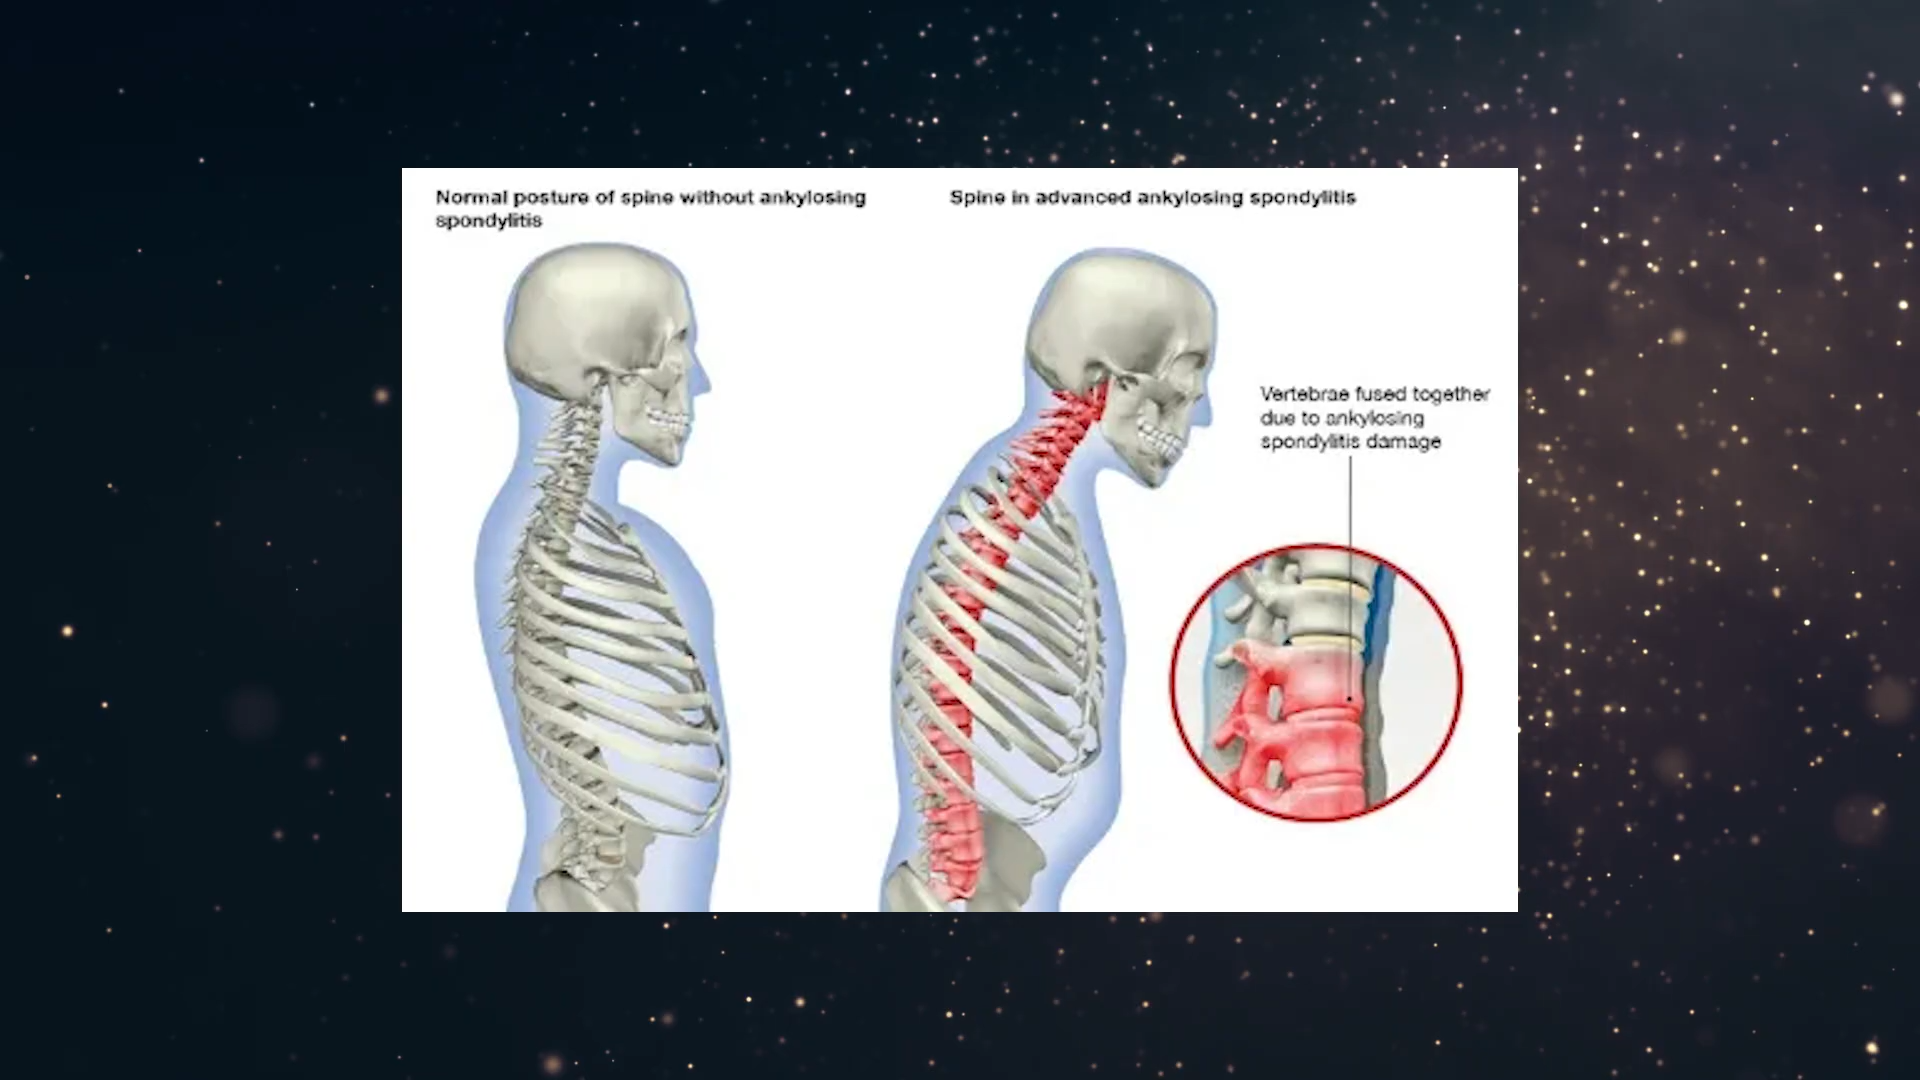 Normal posture of spine without ankylosing
spondylitis
Spine in advanced ankylosing spondylitis
Vertebrae fused together
due to ankylosing
spondylitis damage